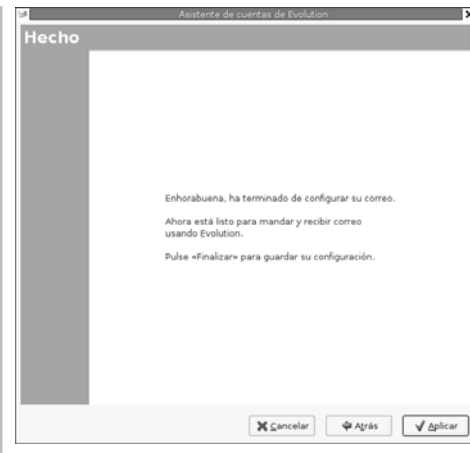 Asistente de cuentas de Evolution
Hecho
Enhorabuena, ha terminado de configurar su correo.
Ahora está listo para mandar y recibir correo
usando Evolution.
Pulse «Finalizar» para guardar su configuración.
Cancelar Atrás Aplicar